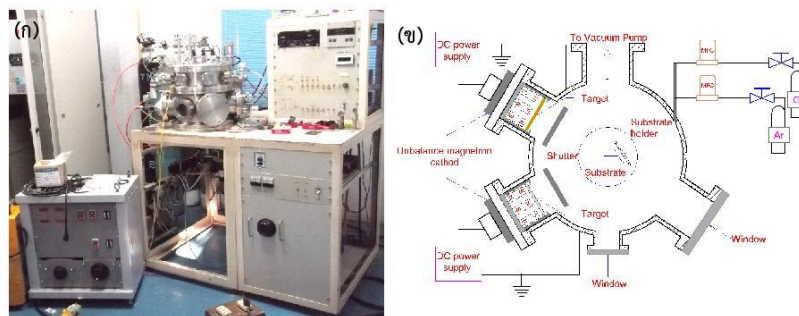 (ก)
(ข)
To Vacuum Pump
DC power
supply
MFC
MFC
Target
Ar
Substrate
holder
Unbalance magnetron
cathod
Shutter
Substrate
Target
Window
DC power
supply
Window